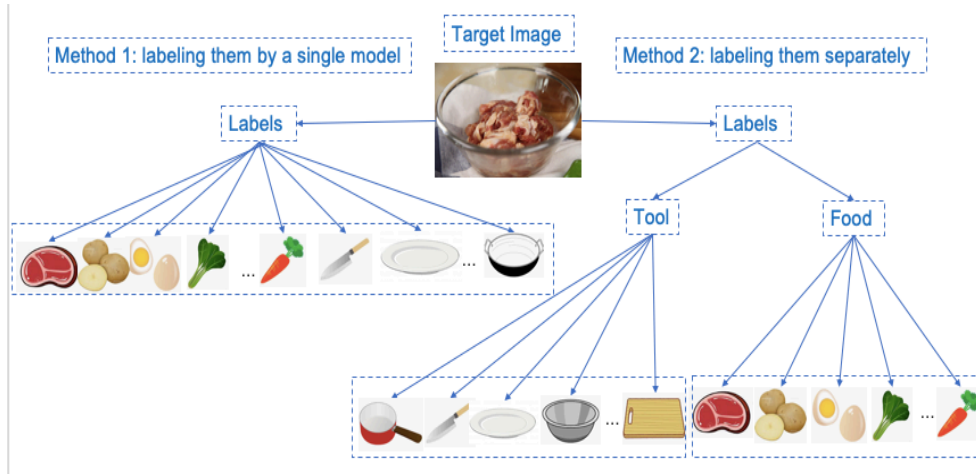 Target Image
Method 1: labeling them by a single model
Method 2: labeling them separately
Labels
Labels
Tool
Food
...
...
...
...